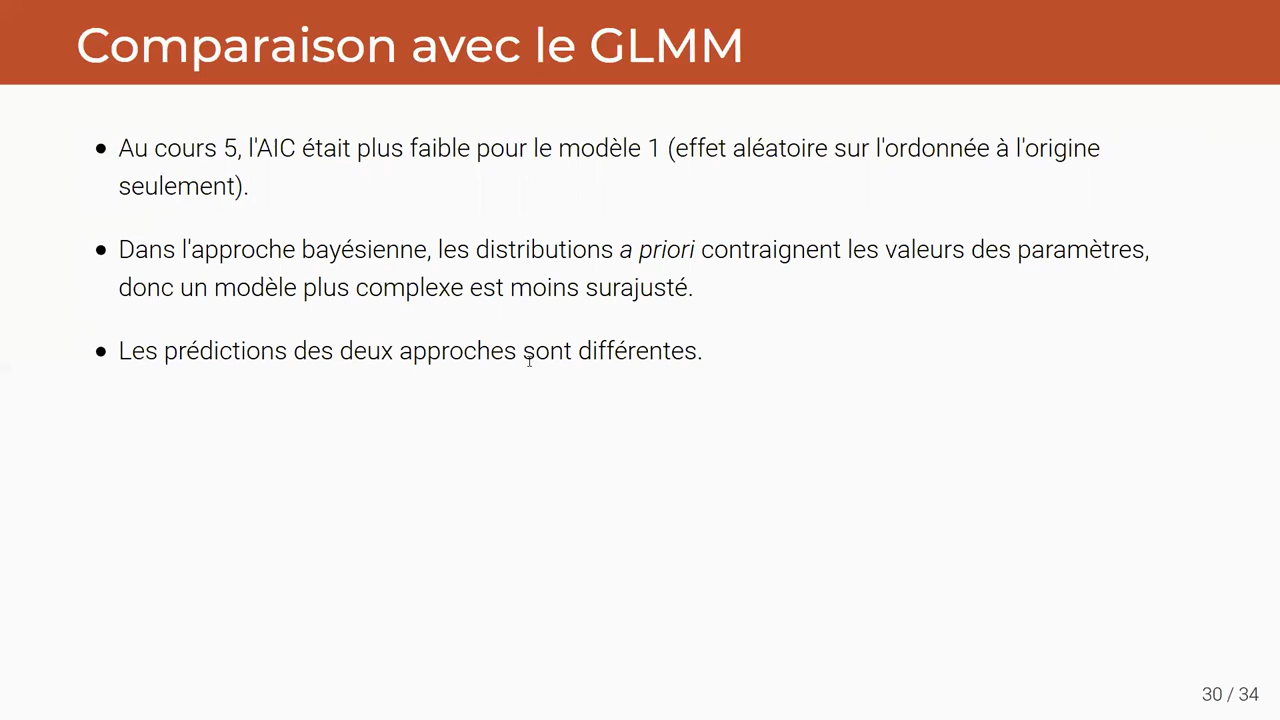 Comparaison avec le GLMM
• Au cours 5, l'AIC était plus faible pour le modèle 1 (effet aléatoire sur l'ordonnée à l'origine
seulement).
• Dans l'approche bayésienne, les distributions a priori contraignent les valeurs des paramètres,
donc un modèle plus complexe est moins surajusté.
• Les prédictions des deux approches sont différentes.
30 / 34